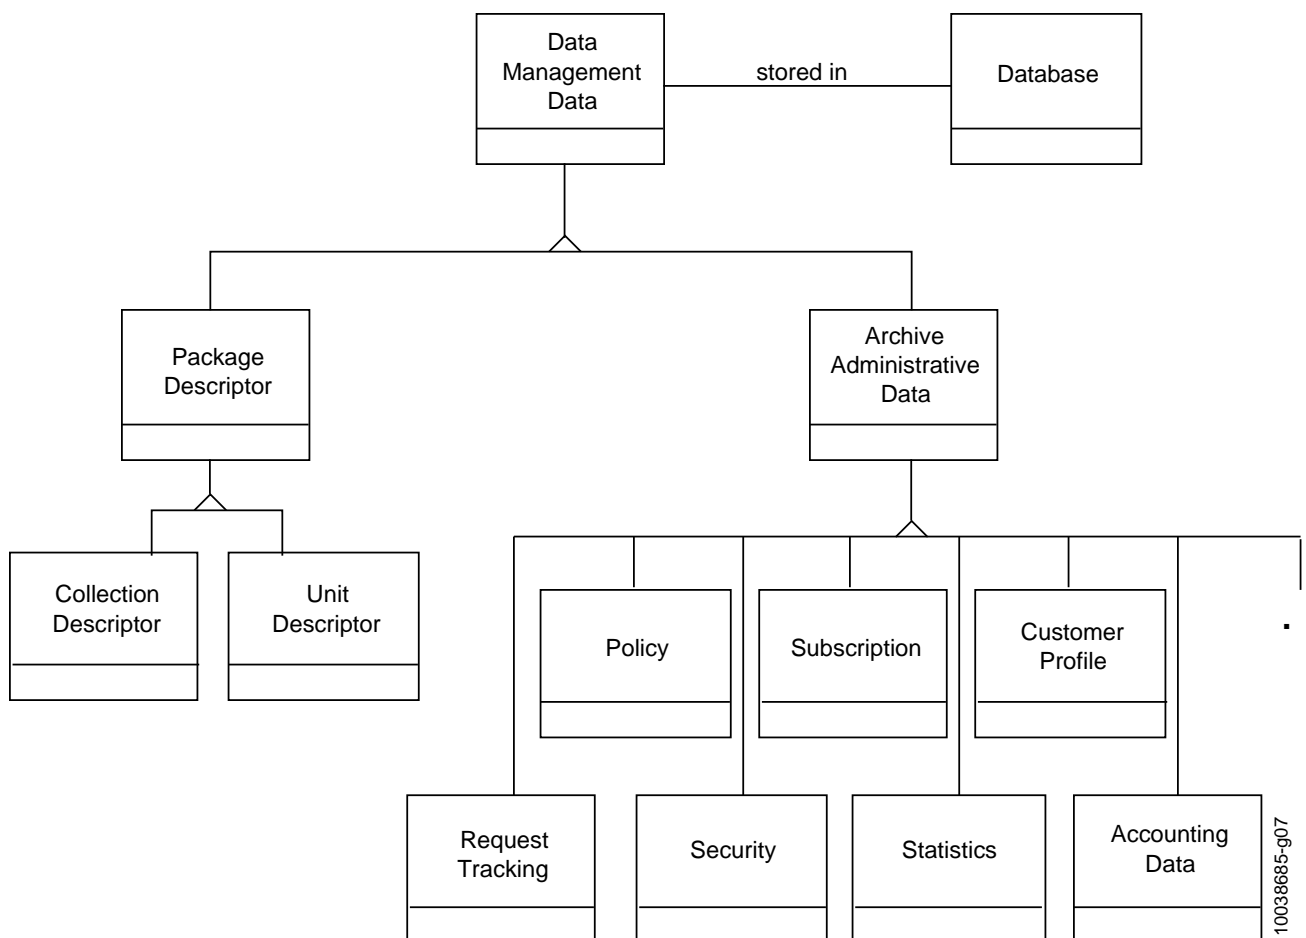 Data
Management
Data
stored in
Database
Package
Descriptor
Archive
Administrative
Data
Collection
Descriptor
Unit
Descriptor
Policy
Subscription
Customer
Profile
.
Request
Tracking
Security
Statistics
Accounting
Data
10038685-g07